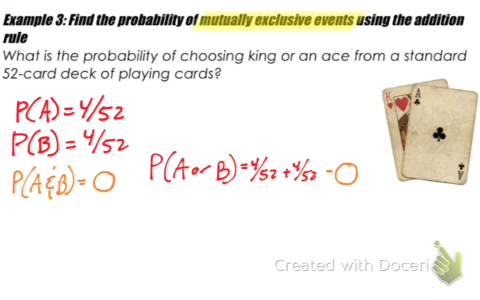 Example 3: Find the probability of mutually exclusive events using the addition
rule
What is the probability of choosing king or an ace from a standard
52-card deck of playing cards?
P(A)=4/52
P(B)=4/52
P(A&B)=0
P(A or B)=4/52+4/52-0
K
A
A
Created with Doceri